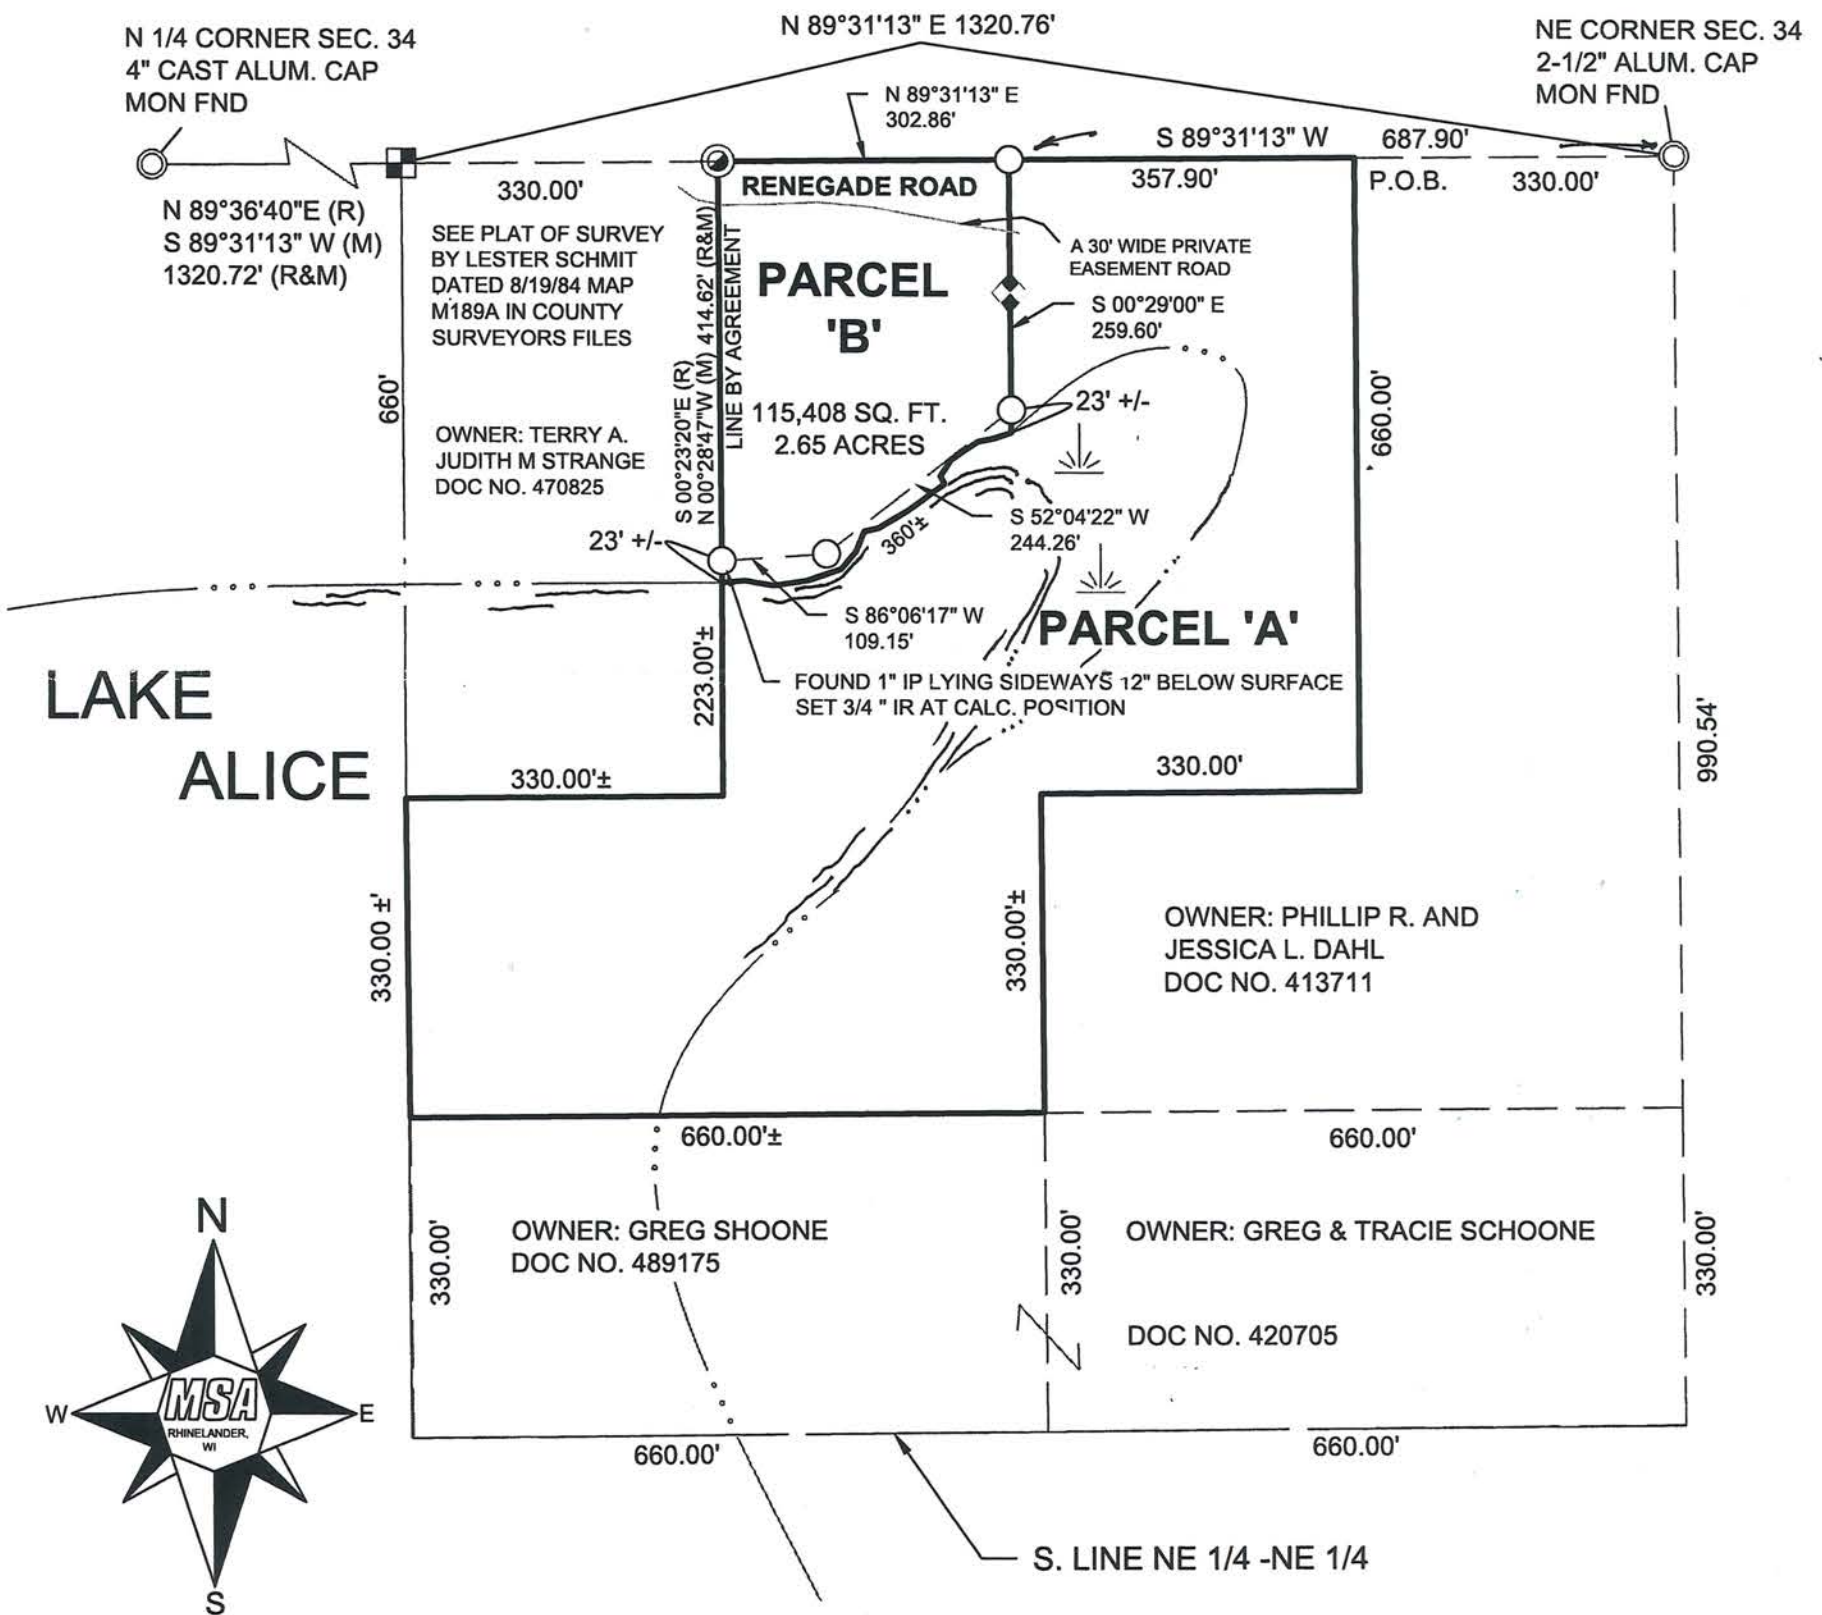 N 89°31'13" E 1320.76'
N 1/4 CORNER SEC. 34
4" CAST ALUM. CAP
MON FND
NE CORNER SEC. 34
2-1/2" ALUM. CAP
MON FND
N 89°31'13" E
302.86'
S 89°31'13" W 687.90'
330.00'
RENEGADE ROAD
357.90'
P.O.B.
330.00'
N 89°36'40"E (R)
S 89°31'13" W (M)
1320.72' (R&M)
SEE PLAT OF SURVEY
BY LESTER SCHMIT
DATED 8/19/84 MAP
M189A IN COUNTY
SURVEYORS FILES
S 00°23'20"E (R)
N 00°28'47"W (M) 414.62' (R&M)
LINE BY AGREEMENT
PARCEL
'B'
A 30' WIDE PRIVATE
EASEMENT ROAD
S 00°29'00" E
259.60'
660'
660.00'
115,408 SQ. FT.
2.65 ACRES
23' +/-
OWNER: TERRY A.
JUDITH M STRANGE
DOC NO. 470825
23' +/-
360'±
S 52°04'22" W
244.26'
S 86°06'17" W
109.15'
PARCEL 'A'
223.00'±
FOUND 1" IP LYING SIDEWAYS 12" BELOW SURFACE
SET 3/4 " IR AT CALC. POSITION
LAKE
ALICE
330.00'±
330.00'
990.54'
330.00 ±'
330.00'±
OWNER: PHILLIP R. AND
JESSICA L. DAHL
DOC NO. 413711
660.00'±
660.00'
N
330.00'
OWNER: GREG SHOONE
DOC NO. 489175
330.00'
OWNER: GREG & TRACIE SCHOONE
DOC NO. 420705
330.00'
W
MSA
RHINELANDER,
WI
E
S
660.00'
660.00'
S. LINE NE 1/4 -NE 1/4